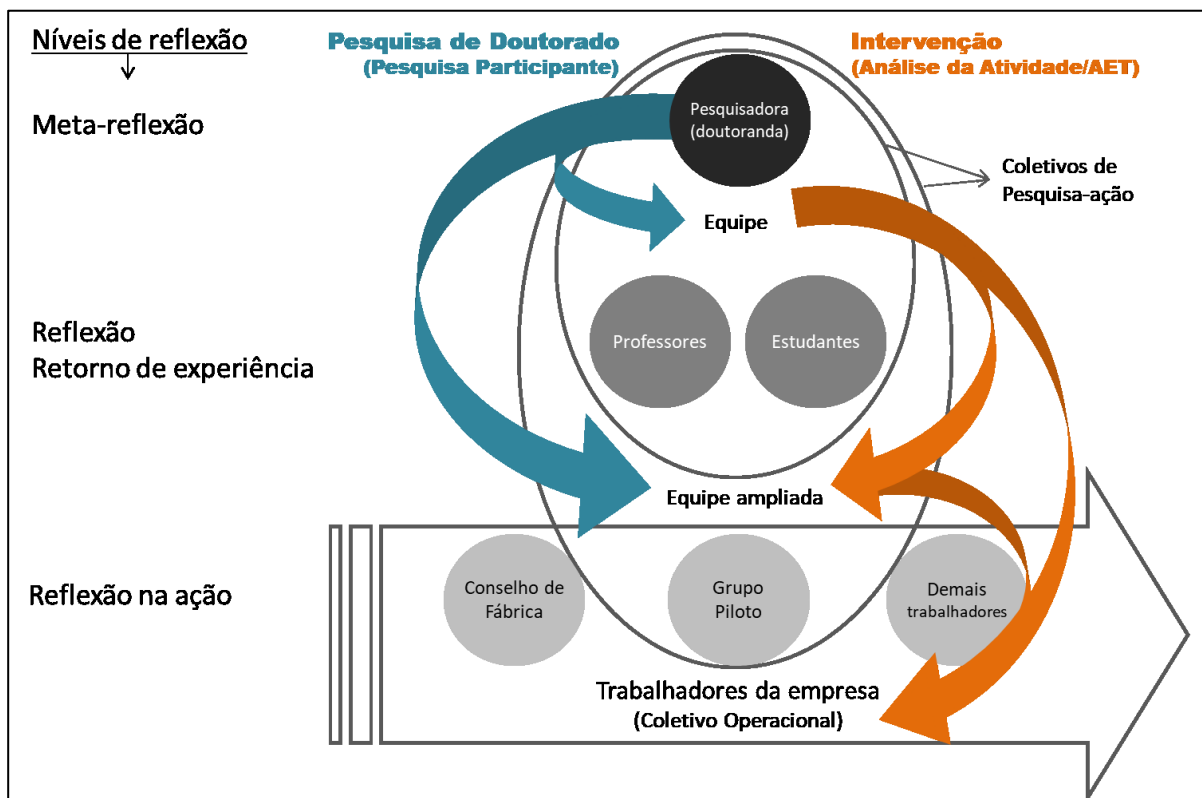 Níveis de reflexão
Pesquisa de Doutorado
(Pesquisa Participante)
Intervenção
(Análise da Atividade/AET)
Meta-reflexão
Pesquisadora
(doutoranda)
Coletivos de
Pesquisa-ação
Equipe
Reflexão
Retorno de experiência
Professores
Estudantes
Equipe ampliada
Reflexão na ação
Conselho de
Fábrica
Grupo
Piloto
Demais
trabalhadores
Trabalhadores da empresa
(Coletivo Operacional)